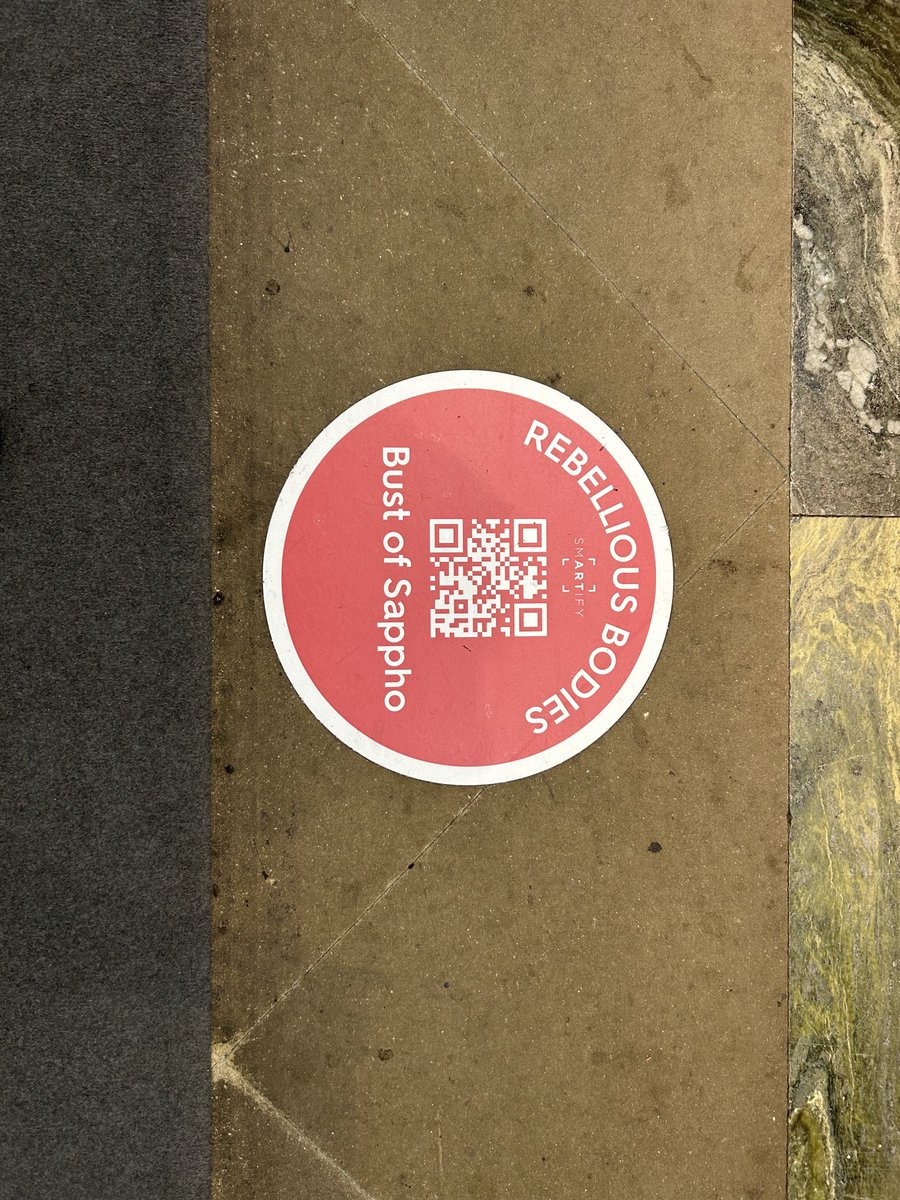 REBELLIOUS BODIES
SMARTIFY
Bust of Sappho